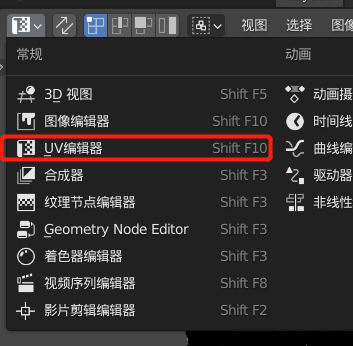 视图 选择 图
常规 动画
3D 视图 Shift F5 动画摄
图像编辑器 Shift F10 时间线
UV编辑器 Shift F10 曲线编
合成器 Shift F3 驱动器
纹理节点编辑器 Shift F3 非线性
Geometry Node Editor Shift F3
着色器编辑器 Shift F3
视频序列编辑器 Shift F8
影片剪辑编辑器 Shift F2